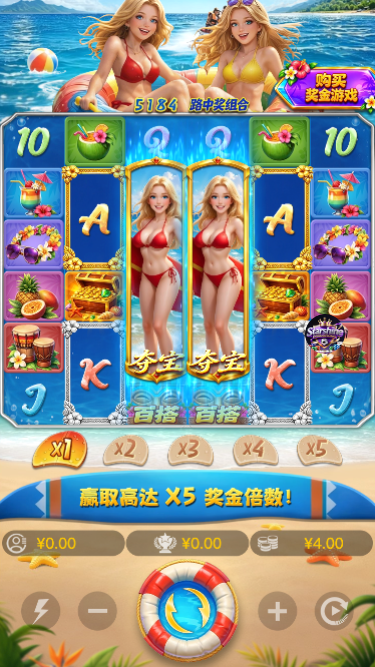 购买
奖金游戏
5184 路中奖组合
10 10
A A
夺宝 夺宝
Starshine
K K
J 百搭 百搭 J
x1 x2 x3 x4 x5
赢取高达 X5 奖金倍数!
¥0.00 ¥0.00 ¥4.00